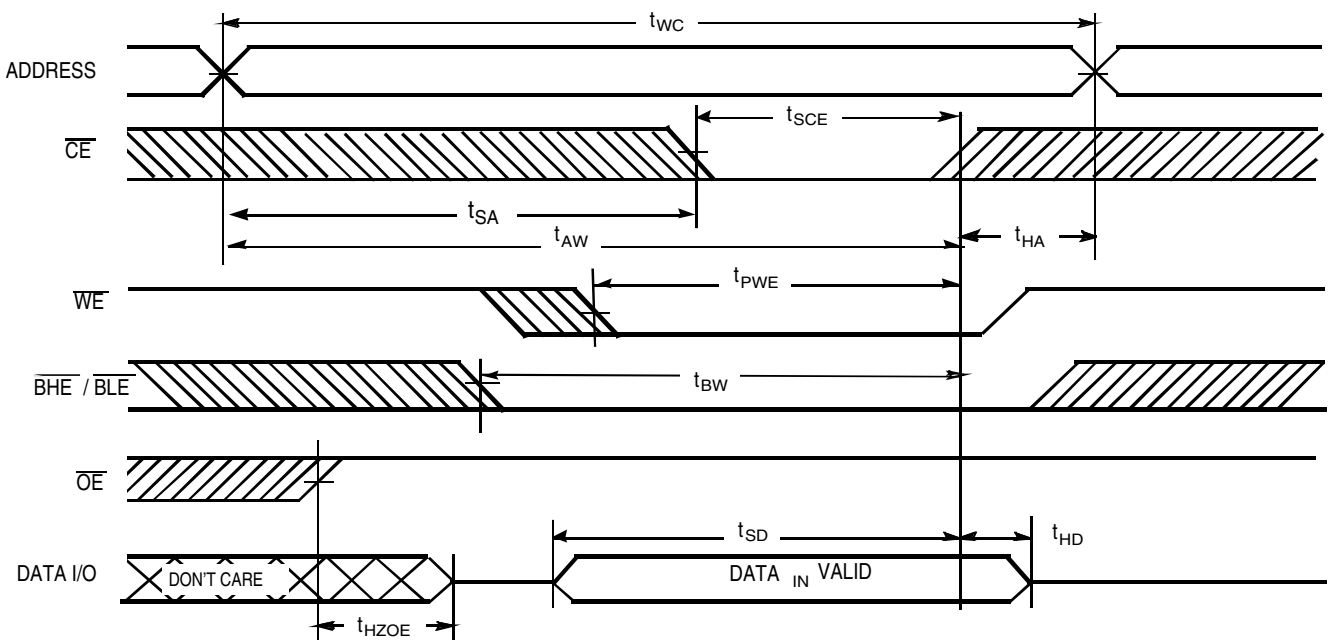 tWC
ADDRESS
tSCE
CE
tSA
tAW
tHA
tPWE
WE
BHE / BLE
tBW
OE
tSD
tHD
DATA I/O
DON'T CARE
DATA IN VALID
tHZOE